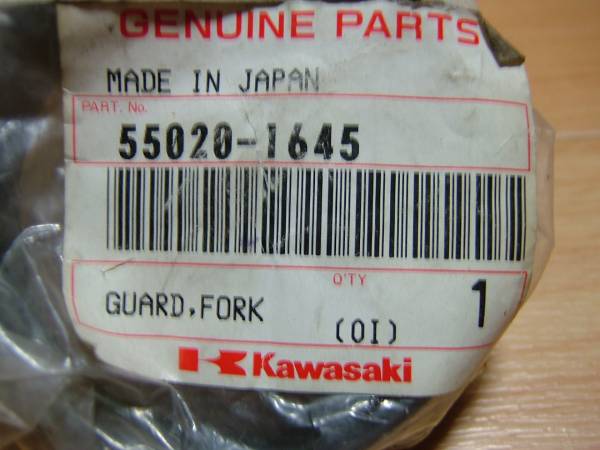 GENUINE PARTS
MADE IN JAPAN
PART. No.
55020-1645
Q'TY
GUARD,FORK
(OI)
1
Kawasaki